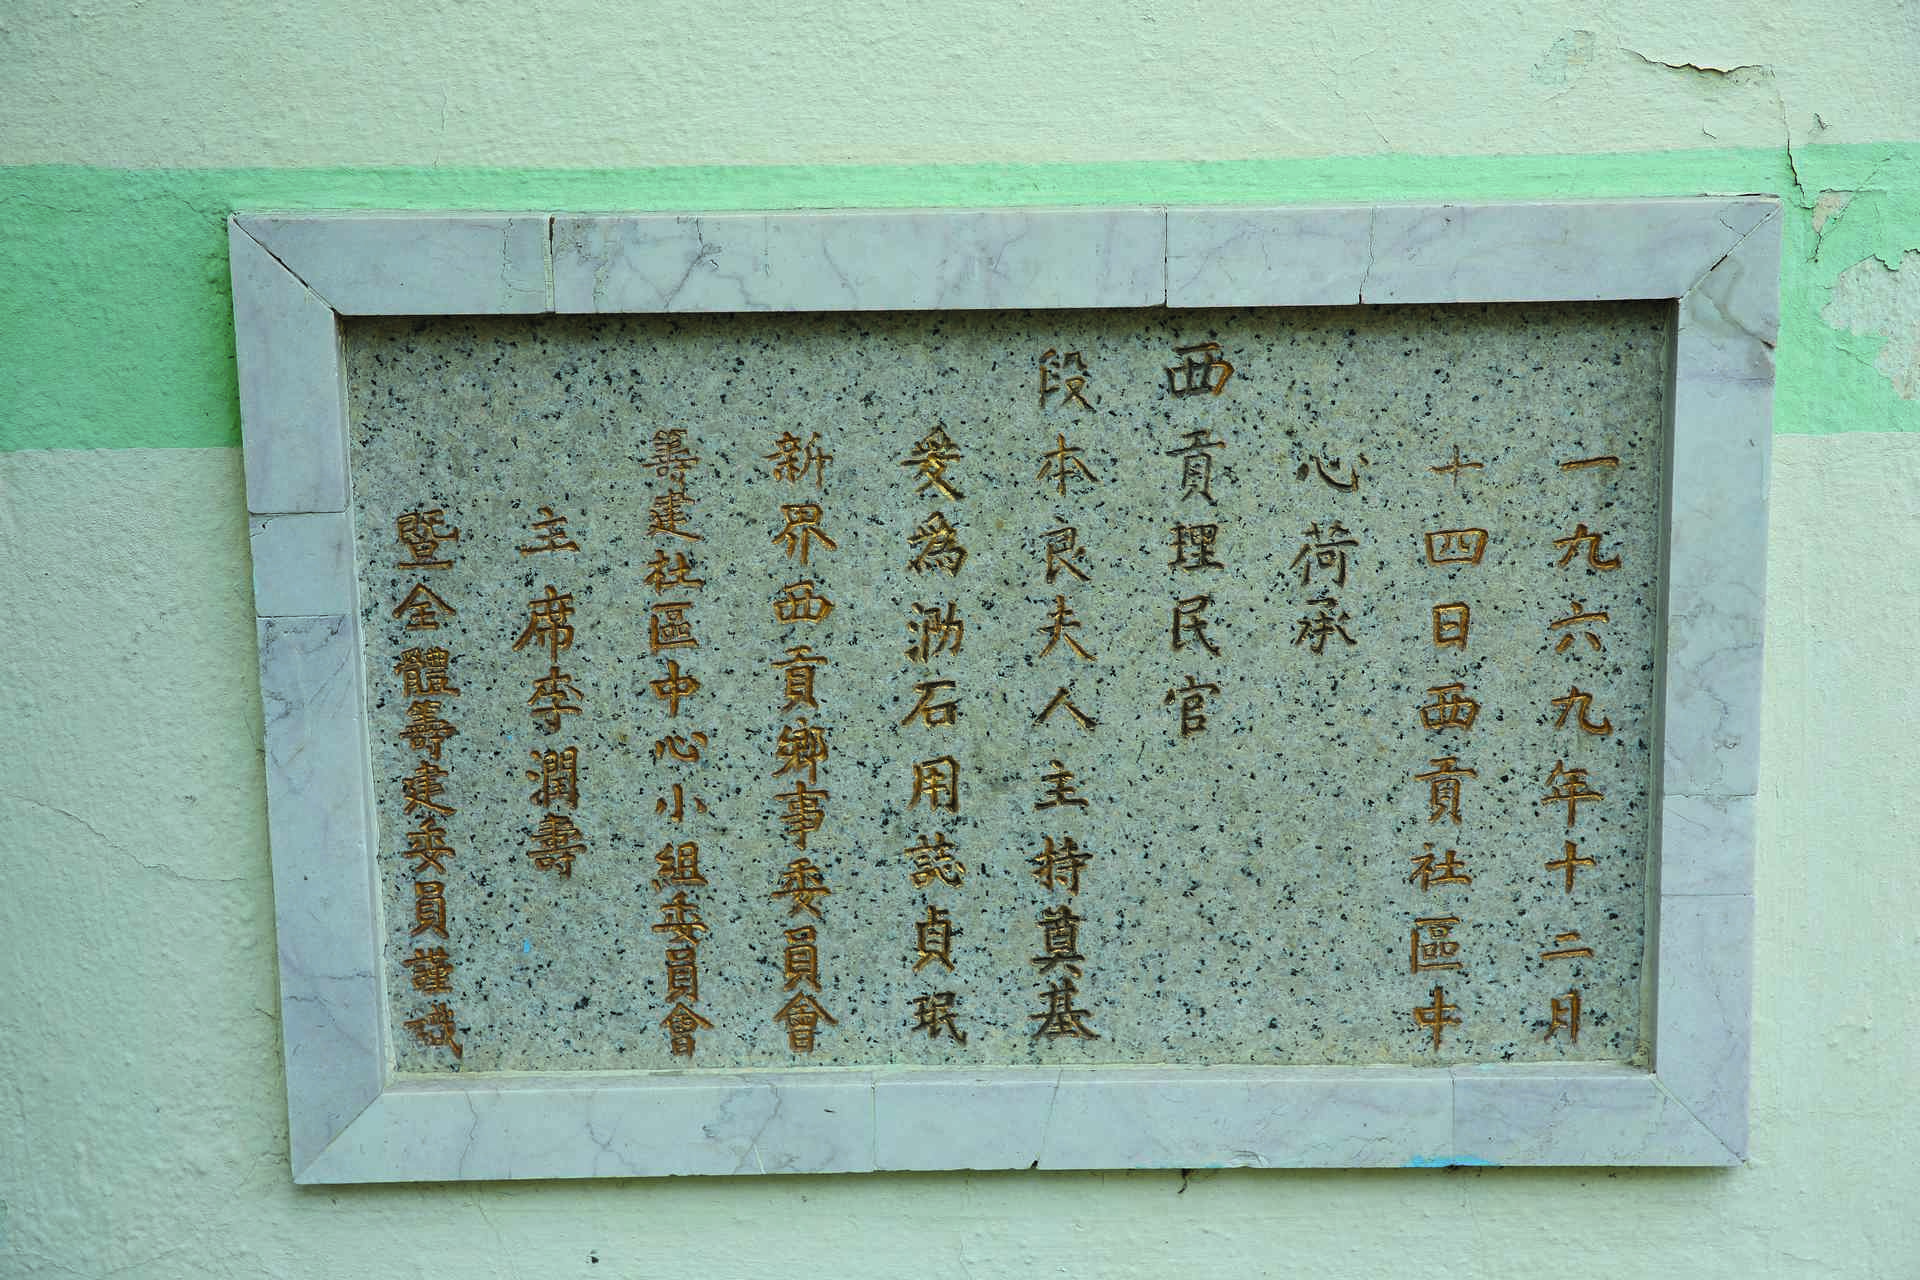 一九六九年十二月
十四日西貢社區中
心荷承
西貢理民官
段本良夫人主持奠基
爰為泐石用誌貞珉
新界西貢鄉事委員會
籌建社區中心小組委員會
主席李潤壽
暨全體籌建委員謹識